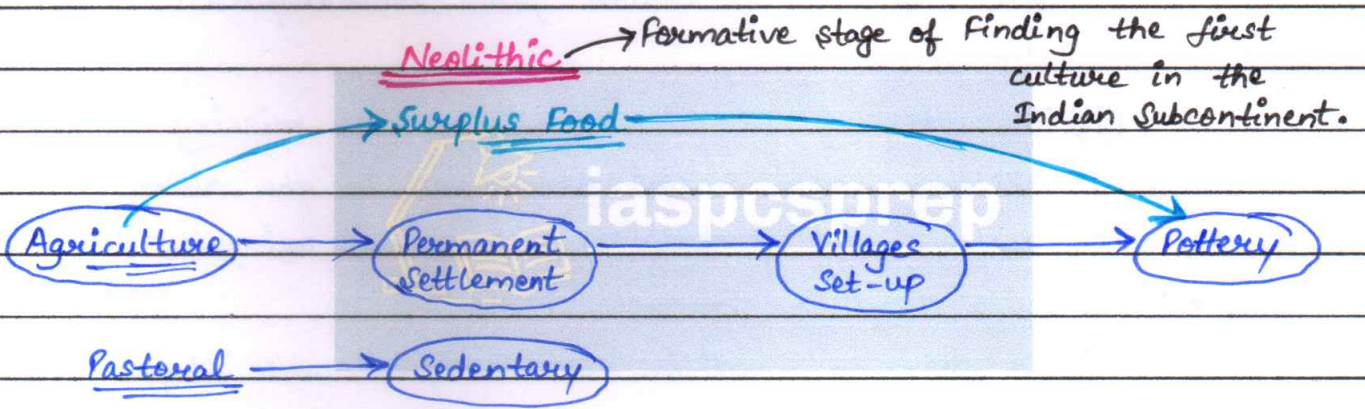 Neolithic → Formative stage of Finding the first
culture in the
Indian Subcontinent.
Surplus Food
iaspcsprep
Agriculture → Permanent Settlement → Villages Set-up → Pottery
Pastoral → Sedentary